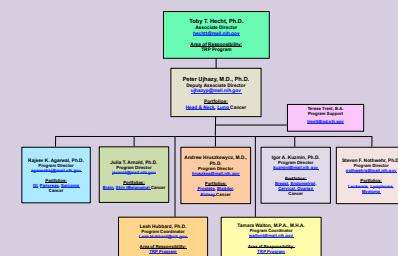 Toby T. Hecht, Ph.D.
Associate Director
hechtt@mail.nih.gov
Area of Responsibility:
TRP Program
Peter Ujhazy, M.D., Ph.D.
Deputy Associate Director
ujhazyp@mail.nih.gov
Portfolios:
Head & Neck, Lung Cancer
Terese Trent, B.A.
Program Support
Rajeev K. Agarwal, Ph.D.
Program Director
Portfolios:
GI, Pancreas, Sarcoma
Cancer
Julia T. Arnold, Ph.D.
Program Director
Portfolios:
Brain, Skin (Melanoma) Cancer
Andrew Hruszkewycz, M.D.,
Ph.D.
Program Director
Portfolios:
Prostate, Bladder,
Kidney Cancer
Igor A. Kuzmin, Ph.D.
Program Director
Portfolios:
Breast, Endometrial,
Cervical, Ovarian
Cancer
Steven F. Nothwehr, Ph.D.
Program Director
Portfolios:
Leukemia, Lymphoma,
Myeloma
Leah Hubbard, Ph.D.
Program Coordinator
Area of Responsibility:
TRP Program
Tamara Walton, M.P.A., M.H.A.
Program Coordinator
Area of Responsibility:
TRP Program